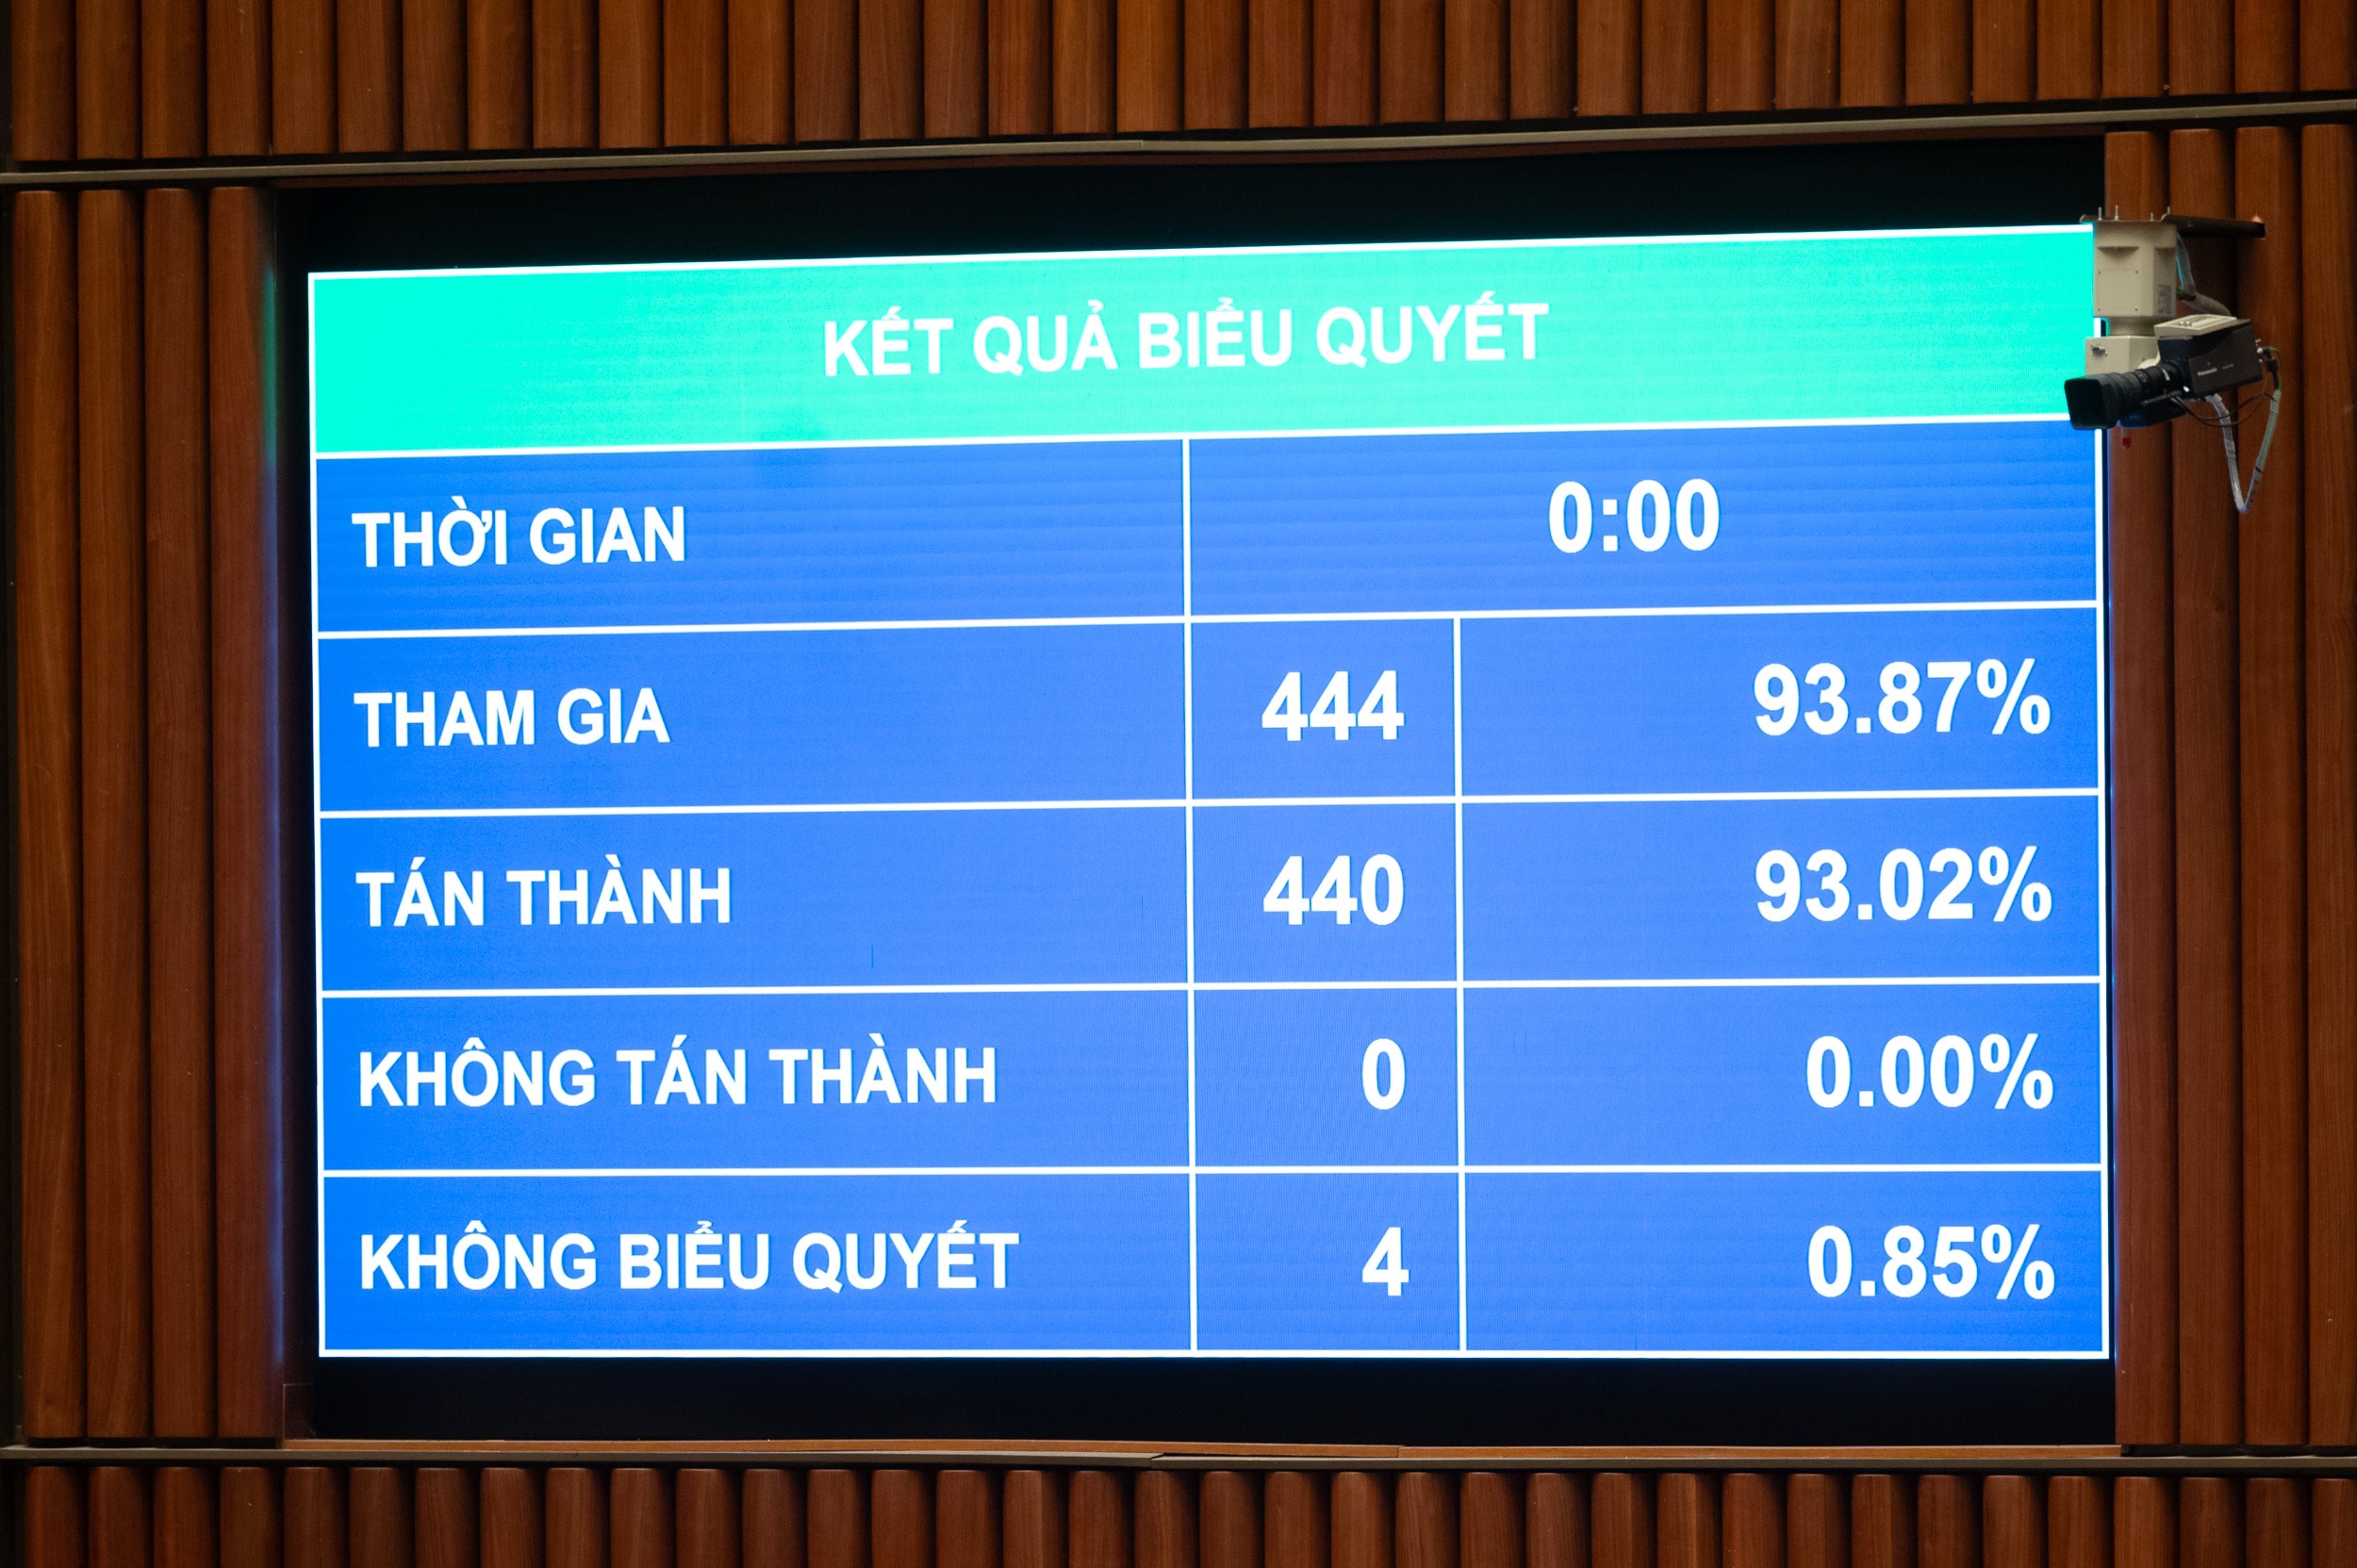 KẾT QUẢ BIỂU QUYẾT
THỜI GIAN 0:00
THAM GIA 444 93.87%
TÁN THÀNH 440 93.02%
KHÔNG TÁN THÀNH 0 0.00%
KHÔNG BIỂU QUYẾT 4 0.85%